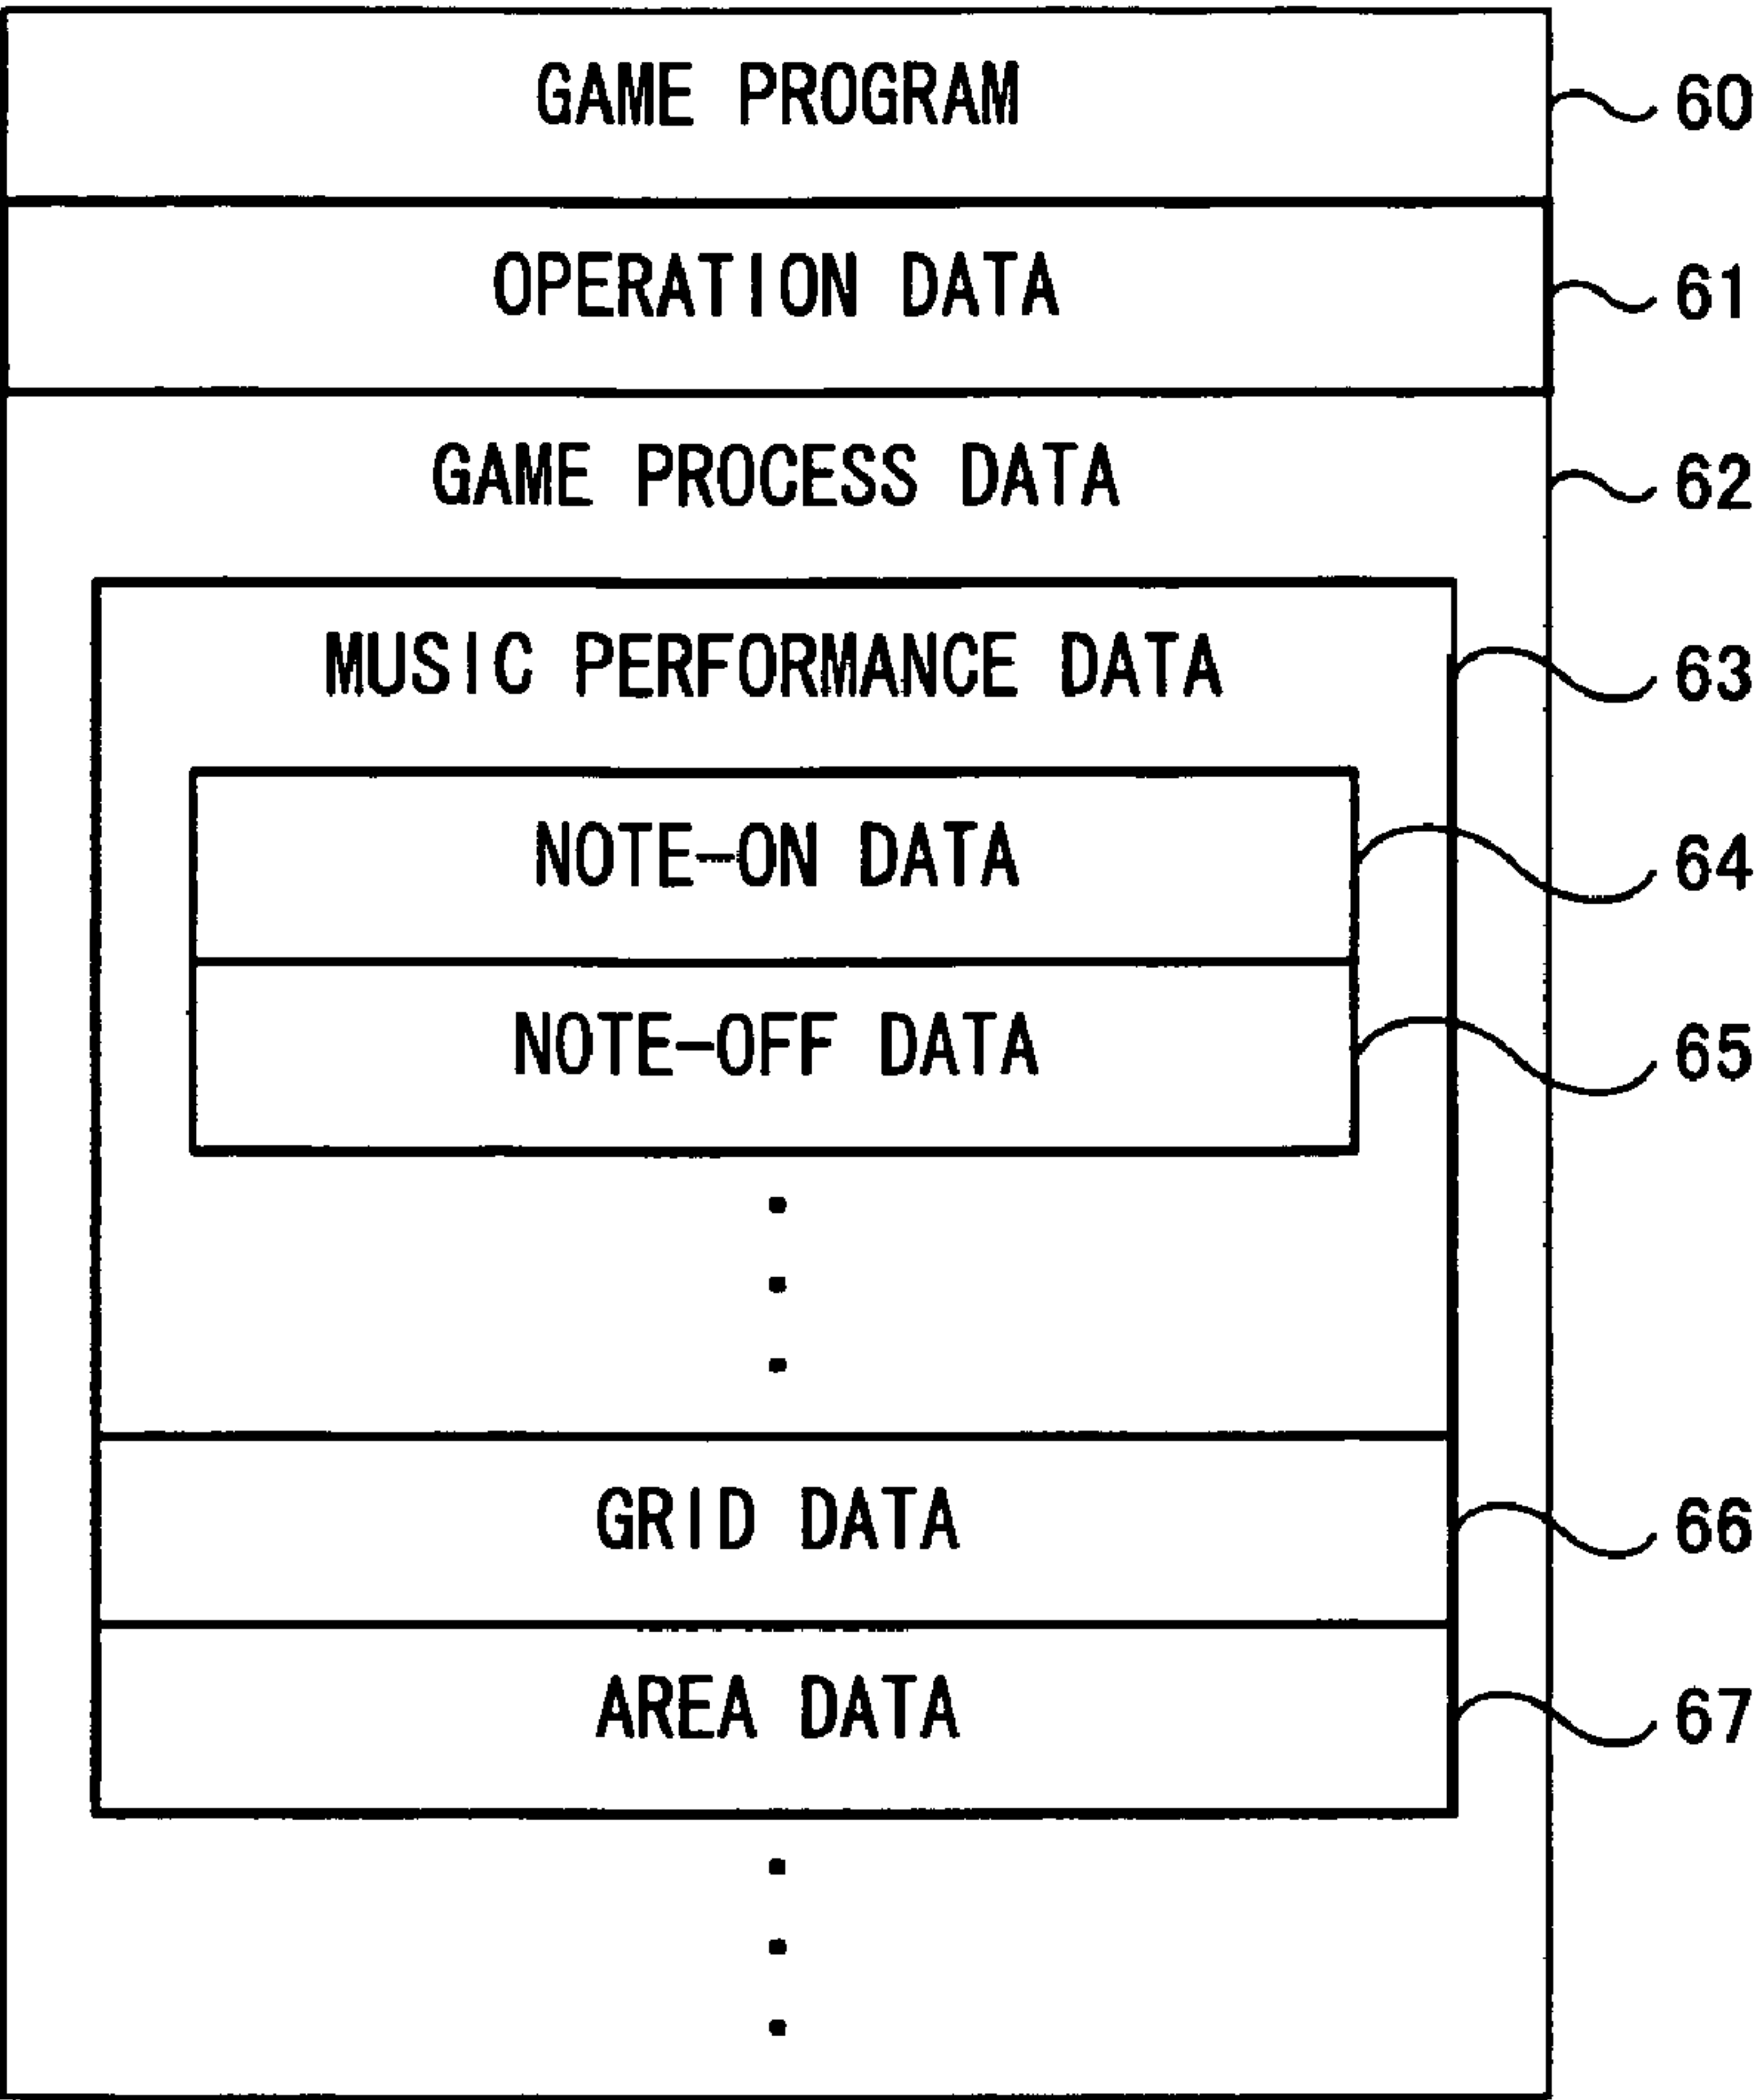 GAME PROGRAM 60
OPERATION DATA 61
GAME PROCESS DATA 62
MUSIC PERFORMANCE DATA 63
NOTE-ON DATA 64
NOTE-OFF DATA 65
GRID DATA 66
AREA DATA 67